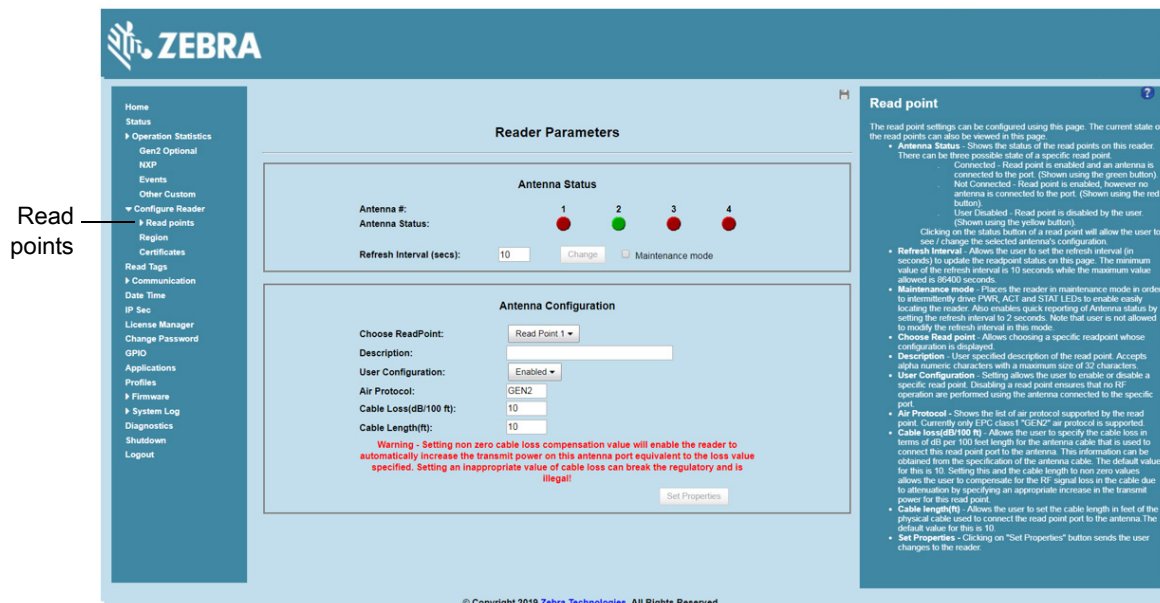 ZEBRA
Read
points
Home
Status
Operation Statistics
Gen2 Optional
NXP
Events
Other Custom
Configure Reader
Read points
Region
Certificates
Read Tags
Communication
Date Time
IP Sec
License Manager
Change Password
GPIO
Applications
Profiles
Firmware
System Log
Diagnostics
Shutdown
Logout
Reader Parameters
Antenna Status
Antenna #: 1 2 3 4
Antenna Status:
Refresh Interval (secs): 10 Change Maintenance mode
Antenna Configuration
Choose ReadPoint: Read Point 1
Description:
User Configuration: Enabled
Air Protocol: GEN2
Cable Loss(dB/100 ft): 10
Cable Length(ft): 10
Warning - Setting non zero cable loss compensation value will enable the reader to
automatically increase the transmit power on this antenna port equivalent to the loss value
specified. Setting an inappropriate value of cable loss can break the regulatory and is
illegal!
Set Properties
?
Read point
The read point settings can be configured using this page. The current state o
the read points can also be viewed in this page.
• Antenna Status - Shows the status of the read points on this reader.
There can be three possible state of a specific read point.
Connected - Read point is enabled and an antenna is
connected to the port. (Shown using the green button).
Not Connected - Read point is enabled, however no
antenna is connected to the port. (Shown using the red
button).
User Disabled - Read point is disabled by the user.
(Shown using the yellow button).
Clicking on the status button of a read point will allow the user to
see / change the selected antenna's configuration.
• Refresh Interval - Allows the user to set the refresh interval (in
seconds) to update the readpoint status on this page. The minimum
value of the refresh interval is 10 seconds while the maximum value
allowed is 86400 seconds.
• Maintenance mode - Places the reader in maintenance mode in order
to intermittently drive PWR, ACT and STAT LEDs to enable easily
locating the reader. Also enables quick reporting of Antenna status by
setting the refresh interval to 2 seconds. Note that user is not allowed
to modify the refresh interval in this mode.
• Choose Read point - Allows choosing a specific readpoint whose
configuration is displayed.
• Description - User specified description of the read point. Accepts
alpha numeric characters with a maximum size of 32 characters.
• User Configuration - Setting allows the user to enable or disable a
specific read point. Disabling a read point ensures that no RF
operation are performed using the antenna connected to the specific
port.
• Air Protocol - Shows the list of air protocol supported by the read
point. Currently only EPC class1 "GEN2" air protocol is supported.
• Cable loss(dB/100 ft) - Allows the user to specify the cable loss in
terms of dB per 100 feet length for the antenna cable that is used to
connect this read point port to the antenna. This information can be
obtained from the specification of the antenna cable. The default value
for this is 10. Setting this and the cable length to non zero values
allows the user to compensate for the RF signal loss in the cable due
to attenuation by specifying an appropriate increase in the transmit
power for this read point.
• Cable length(ft) - Allows the user to set the cable length in feet of the
physical cable used to connect the read point port to the antenna.The
default value for this is 10.
• Set Properties - Clicking on "Set Properties" button sends the user
changes to the reader.
© Copyright 2019 Zebra Technologies. All Rights Reserved